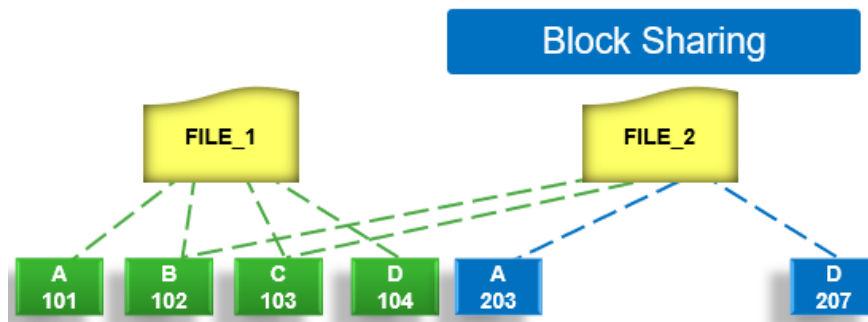 Block Sharing
FILE_1
FILE_2
A
101
B
102
C
103
D
104
A
203
D
207